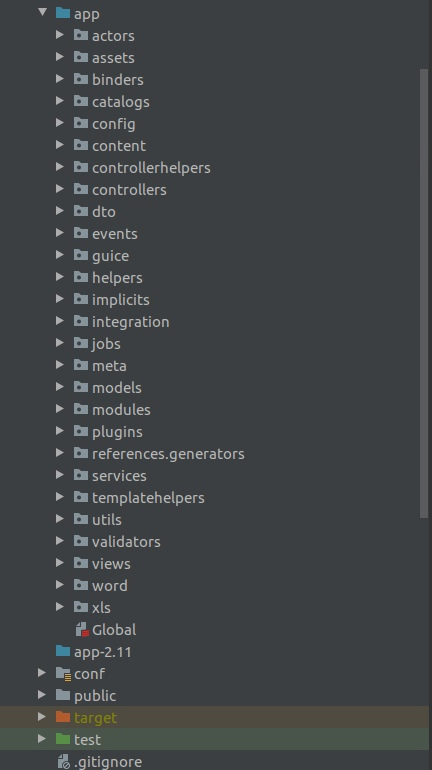 app
actors
assets
binders
catalogs
config
content
controllerhelpers
controllers
dto
events
guice
helpers
implicits
integration
jobs
meta
models
modules
plugins
references.generators
services
templatehelpers
utils
validators
views
word
xls
Global
app-2.11
conf
public
target
test
.gitignore